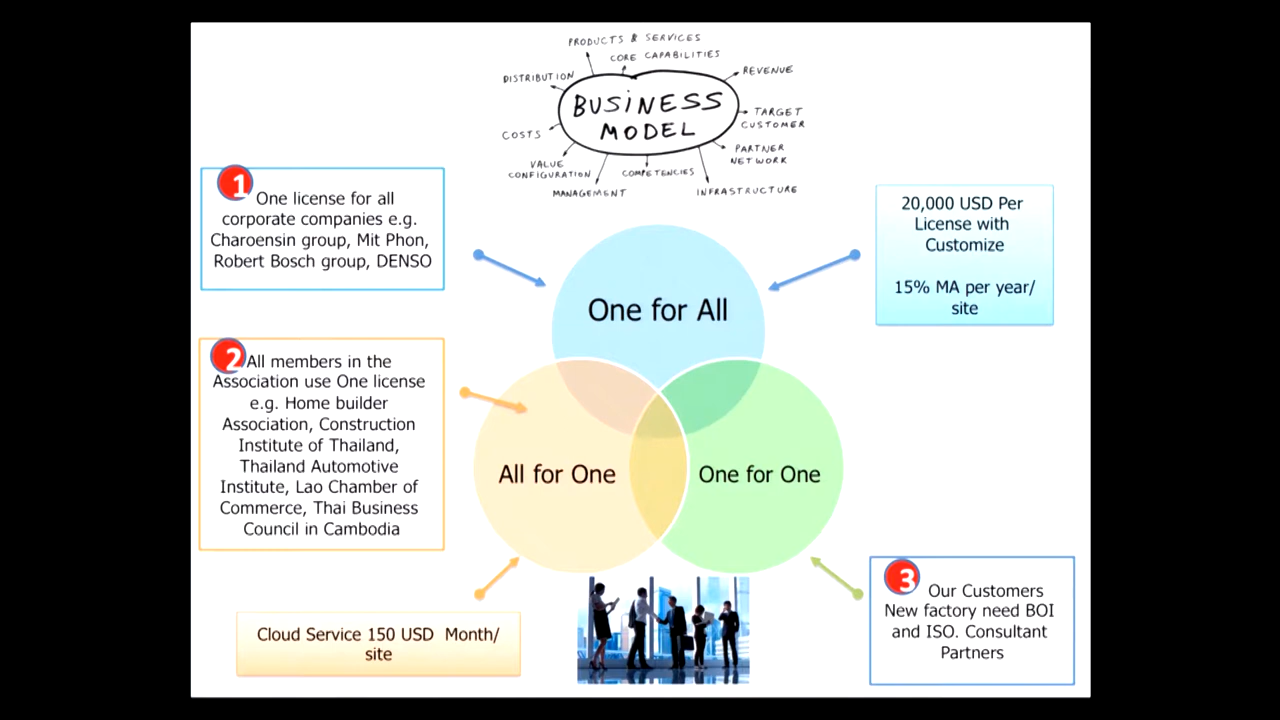 PRODUCTS & SERVICES
CORE CAPABILITIES
DISTRIBUTION
REVENUE
BUSINESS
MODEL
TARGET
CUSTOMER
COSTS
PARTNER
NETWORK
VALUE
CONFIGURATION
COMPETENCIES
MANAGEMENT
INFRASTRUCTURE
1
One license for all
corporate companies e.g.
Charoensin group, Mit Phon,
Robert Bosch group, DENSO
20,000 USD Per
License with
Customize
15% MA per year/
site
One for All
2
All members in the
Association use One license
e.g. Home builder
Association, Construction
Institute of Thailand,
Thailand Automotive
Institute, Lao Chamber of
Commerce, Thai Business
Council in Cambodia
All for One
One for One
Cloud Service 150 USD Month/
site
3
Our Customers
New factory need BOI
and ISO. Consultant
Partners